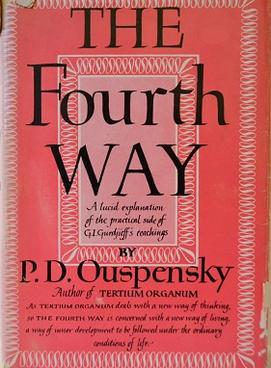 THE
Fourth
WAY
A lucid explanation
of the practical side of
G.I. Gurdjieff's teachings
BY
P. D. Ouspensky
Author of TERTIUM ORGANUM
As TERTIUM ORGANUM deals with a new way of thinking,
so THE FOURTH WAY is concerned with a new way of living,
a way of inner development to be followed under the ordinary
conditions of life.